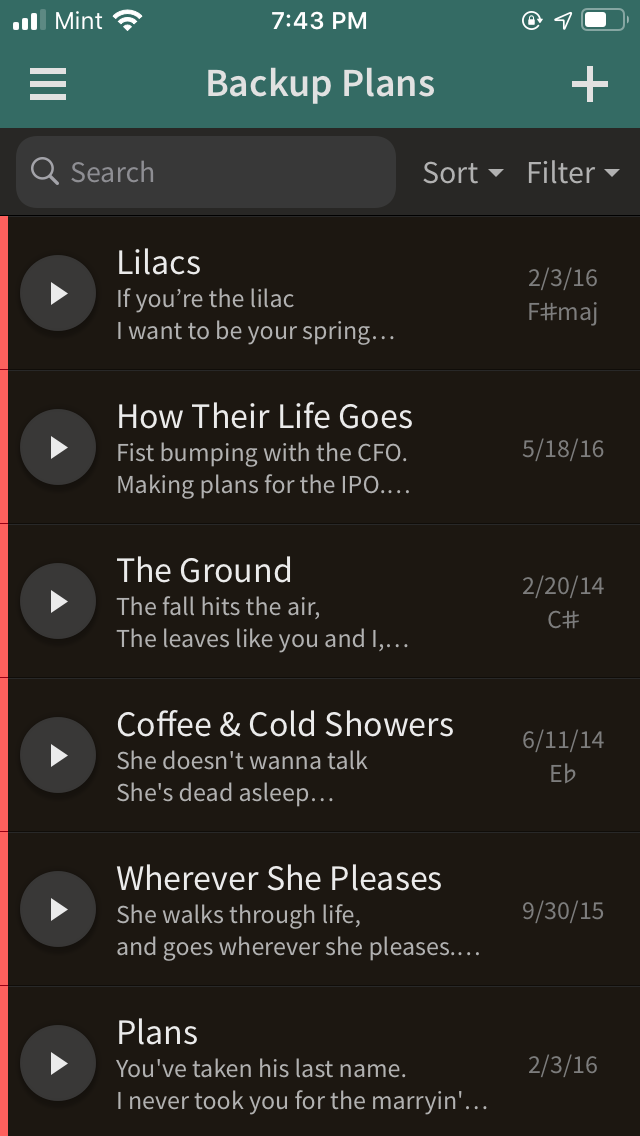 Mint 7:43 PM
Backup Plans
Search Sort Filter
Lilacs
If you’re the lilac
I want to be your spring…
2/3/16
F♯maj
How Their Life Goes
Fist bumping with the CFO.
Making plans for the IPO.…
5/18/16
The Ground
The fall hits the air,
The leaves like you and I,…
2/20/14
C♯
Coffee & Cold Showers
She doesn't wanna talk
She's dead asleep…
6/11/14
E♭
Wherever She Pleases
She walks through life,
and goes wherever she pleases.…
9/30/15
Plans
You've taken his last name.
I never took you for the marryin'…
2/3/16